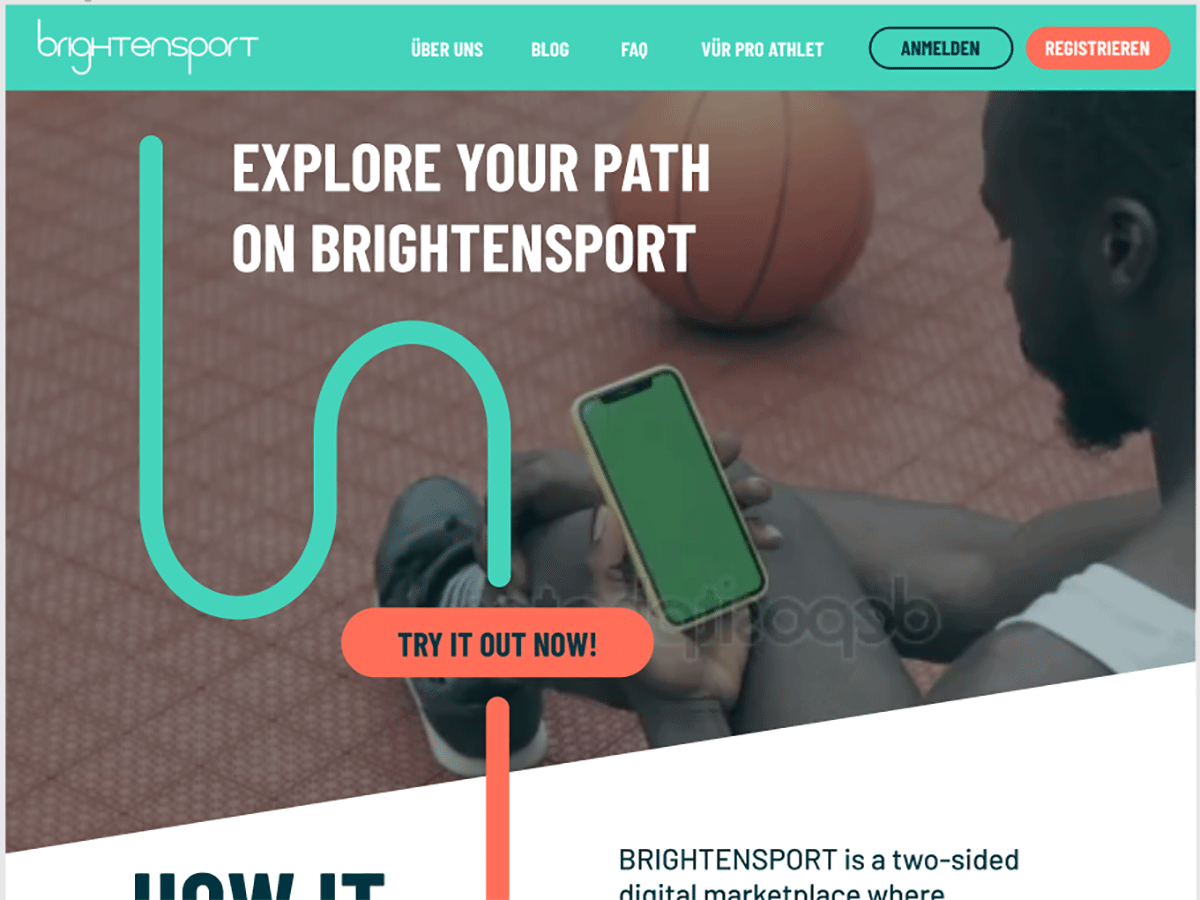 brightensport
ÜBER UNS
BLOG
FAQ
VÜR PRO ATHLET
ANMELDEN
REGISTRIEREN
EXPLORE YOUR PATH
ON BRIGHTENSPORT
depositphotos
TRY IT OUT NOW!
HOW IT
BRIGHTENSPORT is a two-sided
digital marketplace where